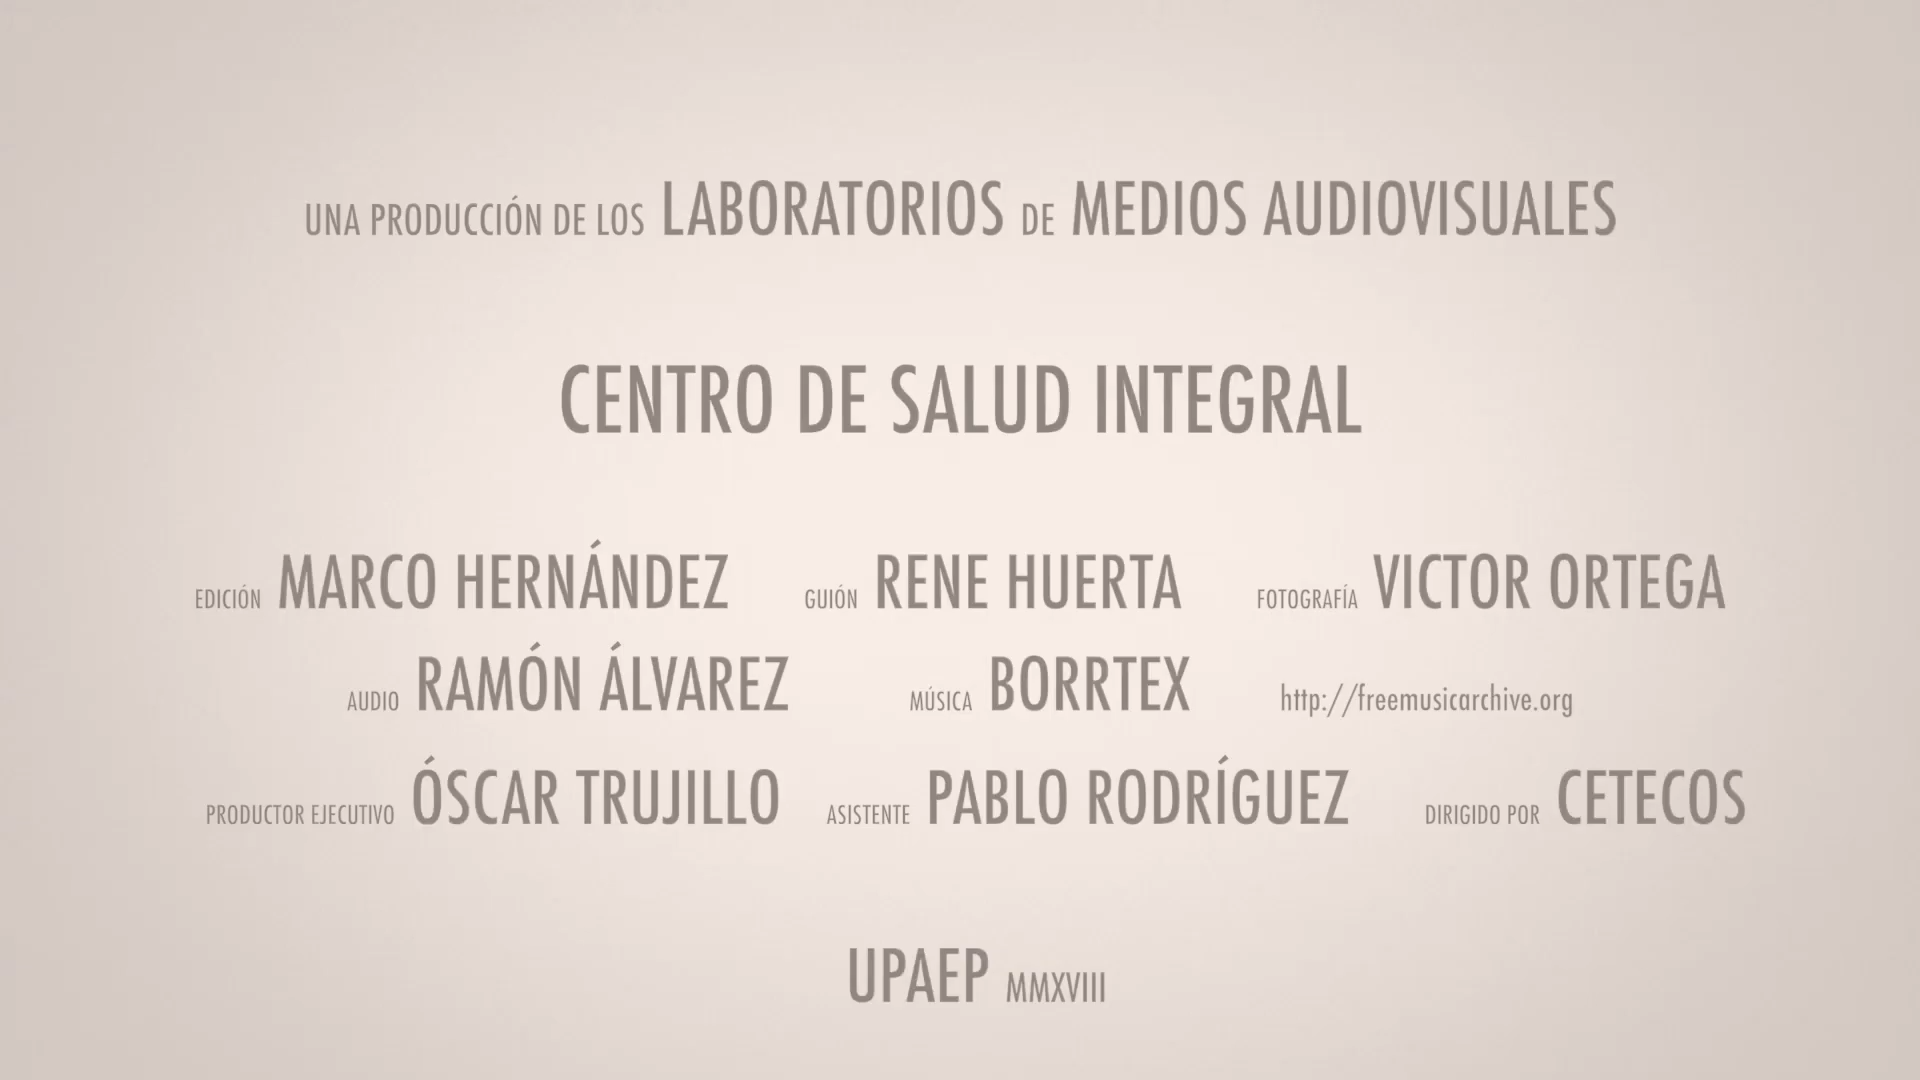 UNA PRODUCCIÓN DE LOS LABORATORIOS DE MEDIOS AUDIOVISUALES
CENTRO DE SALUD INTEGRAL
EDICIÓN MARCO HERNÁNDEZ GUIÓN RENE HUERTA FOTOGRAFÍA VICTOR ORTEGA
AUDIO RAMÓN ÁLVAREZ MÚSICA BORRTEX http://freemusicarchive.org
PRODUCTOR EJECUTIVO ÓSCAR TRUJILLO ASISTENTE PABLO RODRÍGUEZ DIRIGIDO POR CETECOS
UPAEP MMXVIII